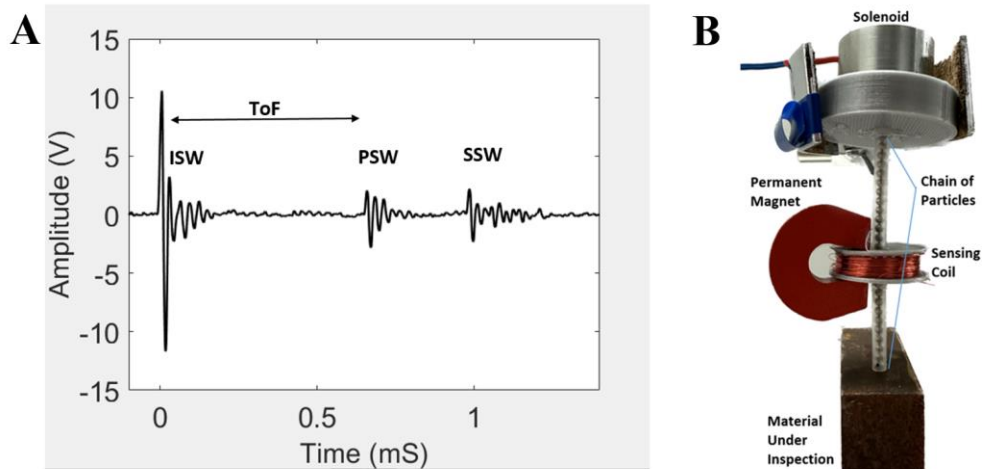 A
15
10
5
0
-5
-10
-15
Amplitude (V)
ToF
ISW
PSW
SSW
0
0.5
1
Time (mS)
B
Solenoid
Permanent
Magnet
Chain of
Particles
Sensing
Coil
Material
Under
Inspection